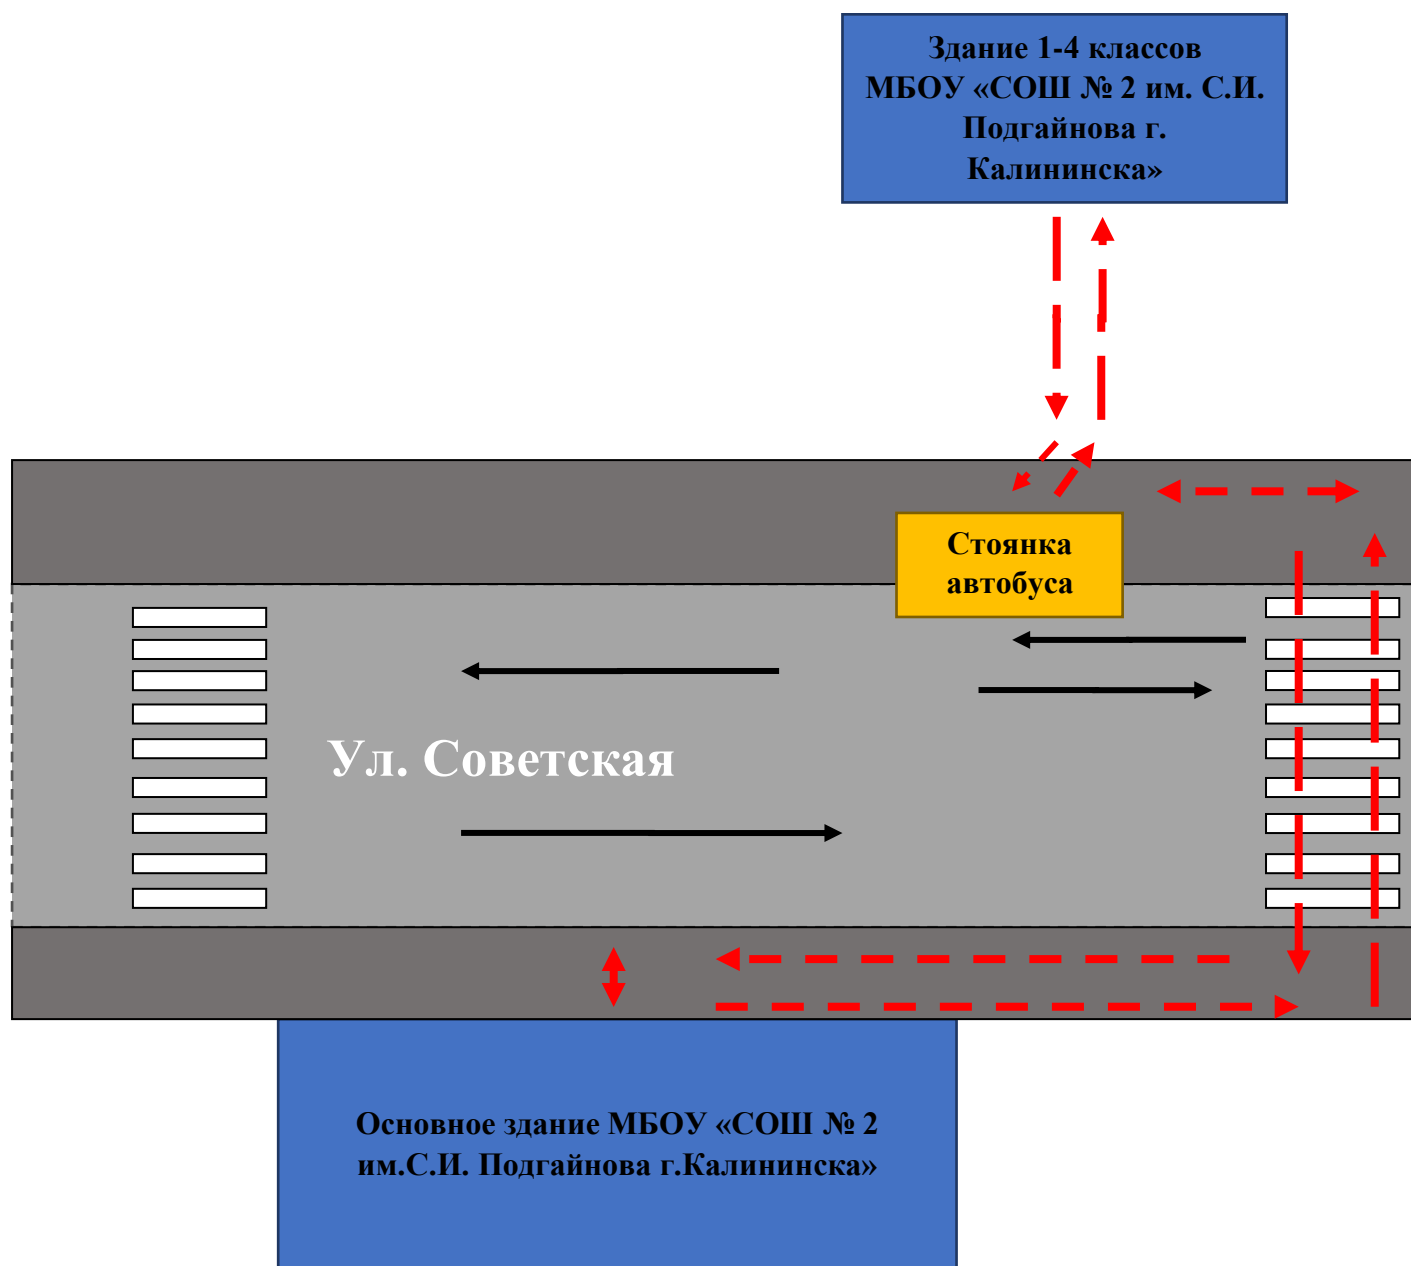 Здание 1-4 классов
МБОУ «СОШ № 2 им. С.И.
Подгайнова г.
Калининска»
Стоянка
автобуса
Ул. Советская
Основное здание МБОУ «СОШ № 2
им.С.И. Подгайнова г.Калининска»